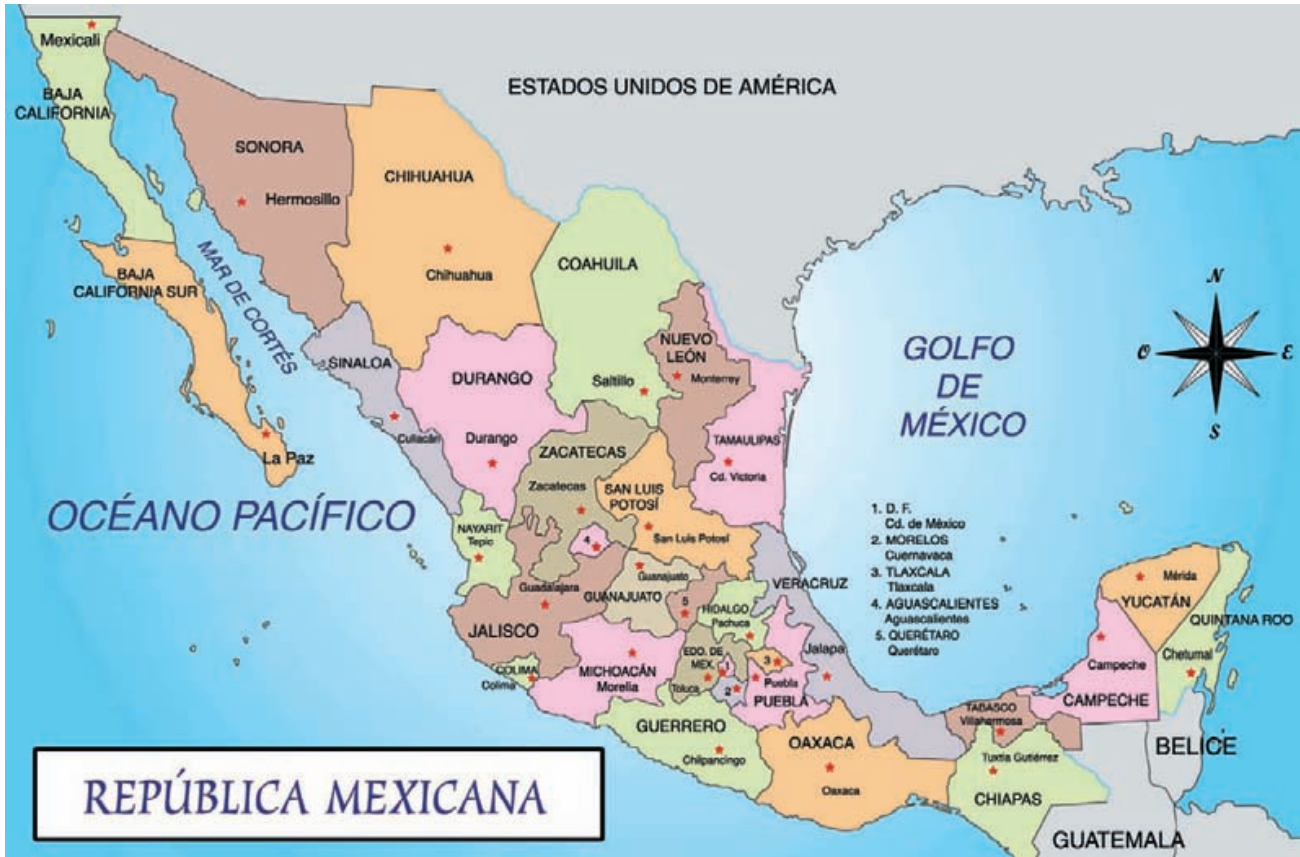 Mexicali
BAJA
CALIFORNIA
SONORA
Hermosillo
CHIHUAHUA
Chihuahua
ESTADOS UNIDOS DE AMÉRICA
COAHUILA
Saltillo
NUEVO
LEÓN
Monterrey
BAJA
CALIFORNIA SUR
La Paz
MAR DE CORTÉS
SINALOA
Culiacán
DURANGO
Durango
ZACATECAS
Zacatecas
SAN LUIS
POTOSÍ
San Luis Potosí
TAMAULIPAS
Cd. Victoria
GOLFO
DE
MÉXICO
N
O
E
S
OCÉANO PACÍFICO
NAYARIT
Tepic
4
Guadalajara
JALISCO
Guanajuato
GUANAJUATO
5
HIDALGO
Pachuca
VERACRUZ
Jalapa
COLIMA
Colima
MICHOACÁN
Morelia
EDO. DE
MEX.
Toluca
1
2
3
Puebla
PUEBLA
GUERRERO
Chilpancingo
OAXACA
Oaxaca
1. D. F.
Cd. de México
2. MORELOS
Cuernavaca
3. TLAXCALA
Tlaxcala
4. AGUASCALIENTES
Aguascalientes
5. QUERÉTARO
Querétaro
Mérida
YUCATÁN
QUINTANA ROO
Chetumal
Campeche
CAMPECHE
TABASCO
Villahermosa
Tuxtla Gutiérrez
CHIAPAS
BELICE
GUATEMALA
REPÚBLICA MEXICANA